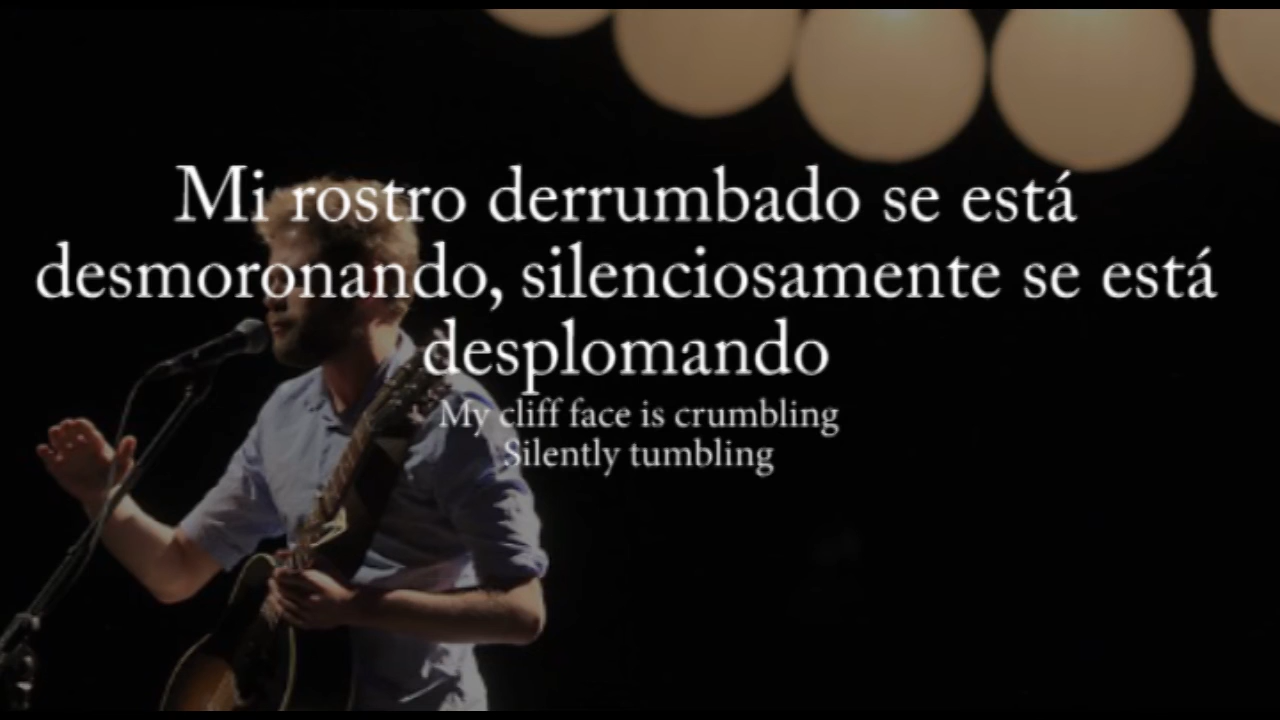 Mi rostro derrumbado se está
desmoronando, silenciosamente se está
desplomando
My cliff face is crumbling
Silently tumbling